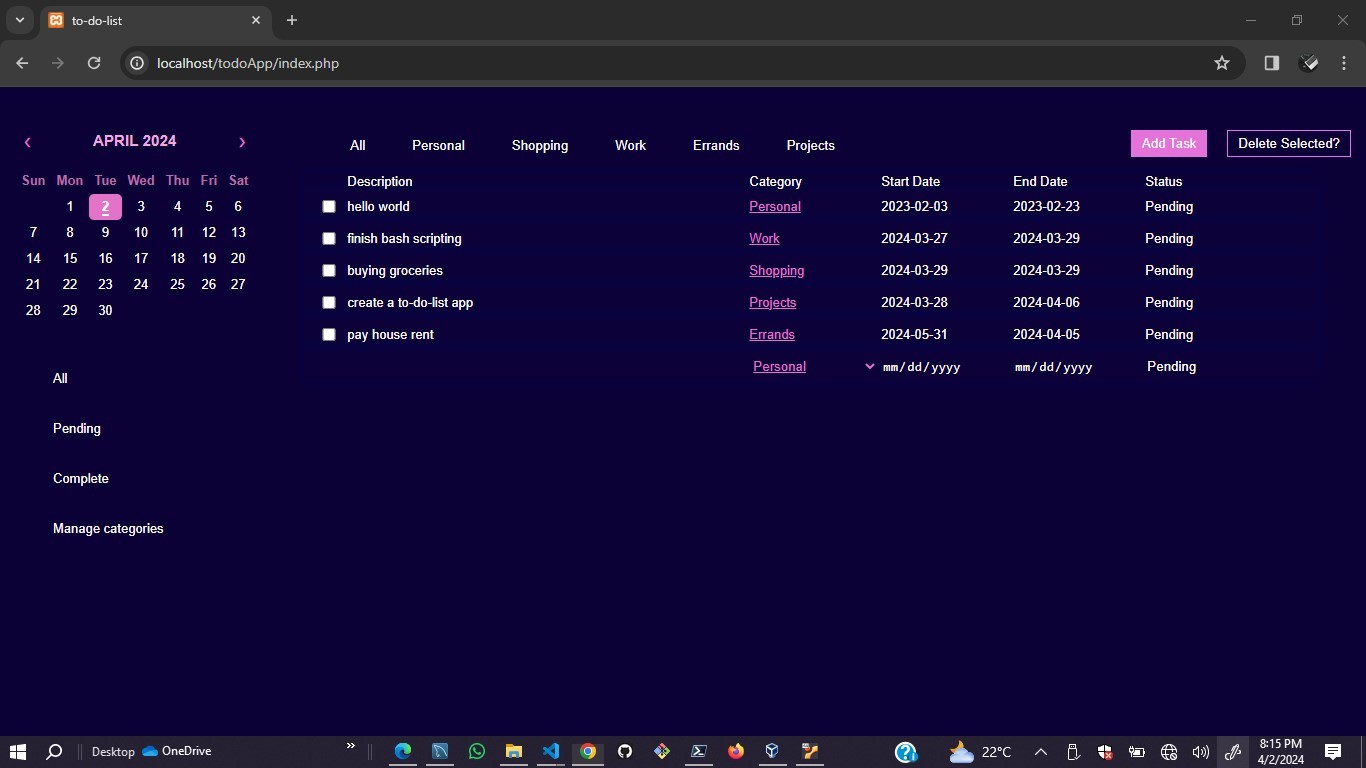 to-do-list
localhost/todoApp/index.php
APRIL 2024
Sun Mon Tue Wed Thu Fri Sat
1 2 3 4 5 6
7 8 9 10 11 12 13
14 15 16 17 18 19 20
21 22 23 24 25 26 27
28 29 30
All
Pending
Complete
Manage categories
All Personal Shopping Work Errands Projects
Add Task Delete Selected?
Description Category Start Date End Date Status
hello world Personal 2023-02-03 2023-02-23 Pending
finish bash scripting Work 2024-03-27 2024-03-29 Pending
buying groceries Shopping 2024-03-29 2024-03-29 Pending
create a to-do-list app Projects 2024-03-28 2024-04-06 Pending
pay house rent Errands 2024-05-31 2024-04-05 Pending
Personal mm/dd/yyyy mm/dd/yyyy Pending
Desktop OneDrive 22°C 8:15 PM
4/2/2024